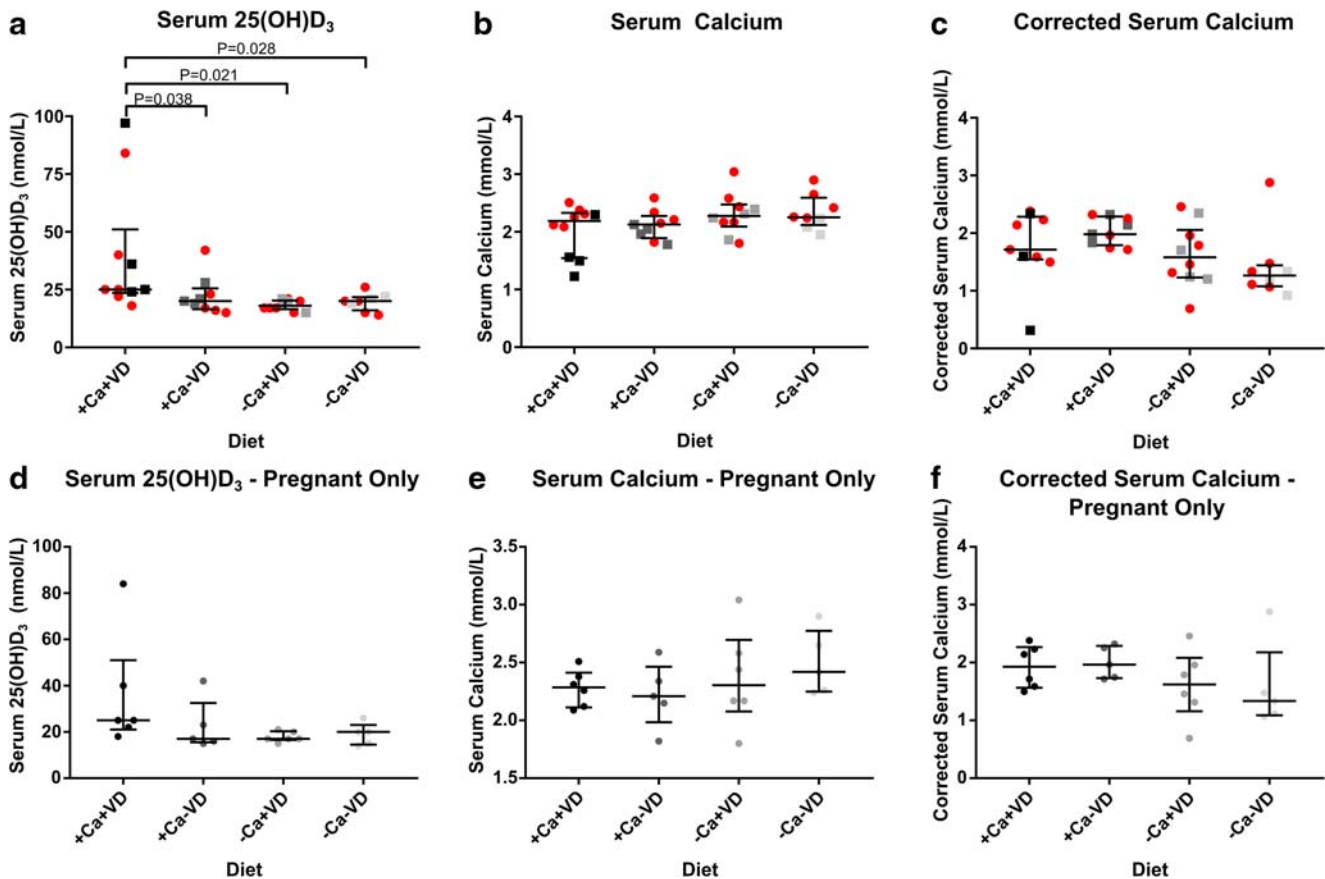 a
Serum 25(OH)D₃
P=0.028
P=0.021
P=0.038
Serum 25(OH)D₃ (nmol/L)
100
75
50
25
0
+Ca+VD
+Ca-VD
-Ca+VD
-Ca-VD
Diet
b
Serum Calcium
Serum Calcium (mmol/L)
4
3
2
1
0
+Ca+VD
+Ca-VD
-Ca+VD
-Ca-VD
Diet
c
Corrected Serum Calcium
Corrected Serum Calcium (mmol/L)
4
3
2
1
0
+Ca+VD
+Ca-VD
-Ca+VD
-Ca-VD
Diet
d
Serum 25(OH)D₃ - Pregnant Only
Serum 25(OH)D₃ (nmol/L)
100
80
60
40
20
0
+Ca+VD
+Ca-VD
-Ca+VD
-Ca-VD
Diet
e
Serum Calcium - Pregnant Only
Serum Calcium (mmol/L)
3.5
3.0
2.5
2.0
1.5
+Ca+VD
+Ca-VD
-Ca+VD
-Ca-VD
Diet
f
Corrected Serum Calcium -
Pregnant Only
Corrected Serum Calcium (mmol/L)
4
3
2
1
0
+Ca+VD
+Ca-VD
-Ca+VD
-Ca-VD
Diet